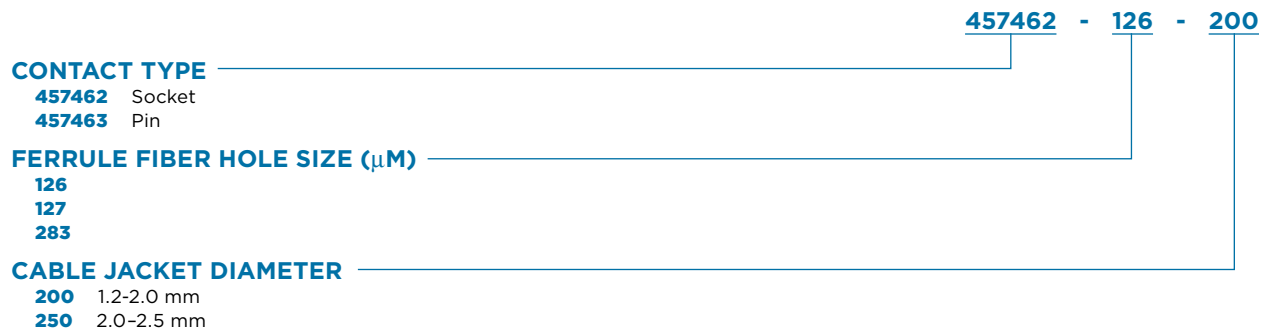 457462 - 126 - 200
CONTACT TYPE
457462 Socket
457463 Pin
FERRULE FIBER HOLE SIZE (μM)
126
127
283
CABLE JACKET DIAMETER
200 1.2-2.0 mm
250 2.0–2.5 mm